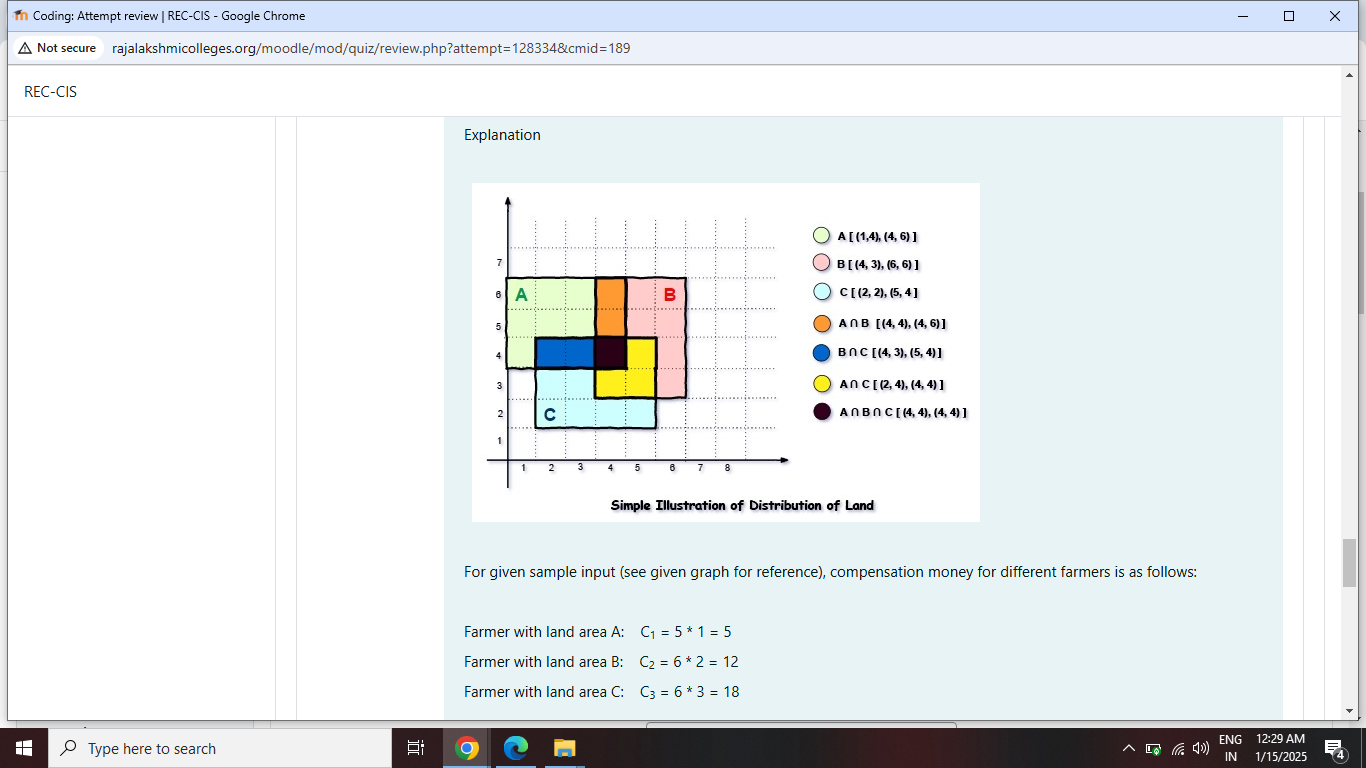 Coding: Attempt review | REC-CIS - Google Chrome
Not secure rajalakshmicolleges.org/moodle/mod/quiz/review.php?attempt=128334&cmid=189
REC-CIS
Explanation
7
6
5
4
3
2
1
1 2 3 4 5 6 7 8
A
B
C
A [ (1,4), (4, 6) ]
B [ (4, 3), (6, 6) ]
C [ (2, 2), (5, 4 ]
A ∩ B [ (4, 4), (4, 6) ]
B ∩ C [ (4, 3), (5, 4) ]
A ∩ C [ (2, 4), (4, 4) ]
A ∩ B ∩ C [ (4, 4), (4, 4) ]
Simple Illustration of Distribution of Land
For given sample input (see given graph for reference), compensation money for different farmers is as follows:
Farmer with land area A: C₁ = 5 * 1 = 5
Farmer with land area B: C₂ = 6 * 2 = 12
Farmer with land area C: C₃ = 6 * 3 = 18
Type here to search
ENG
IN
12:29 AM
1/15/2025
4